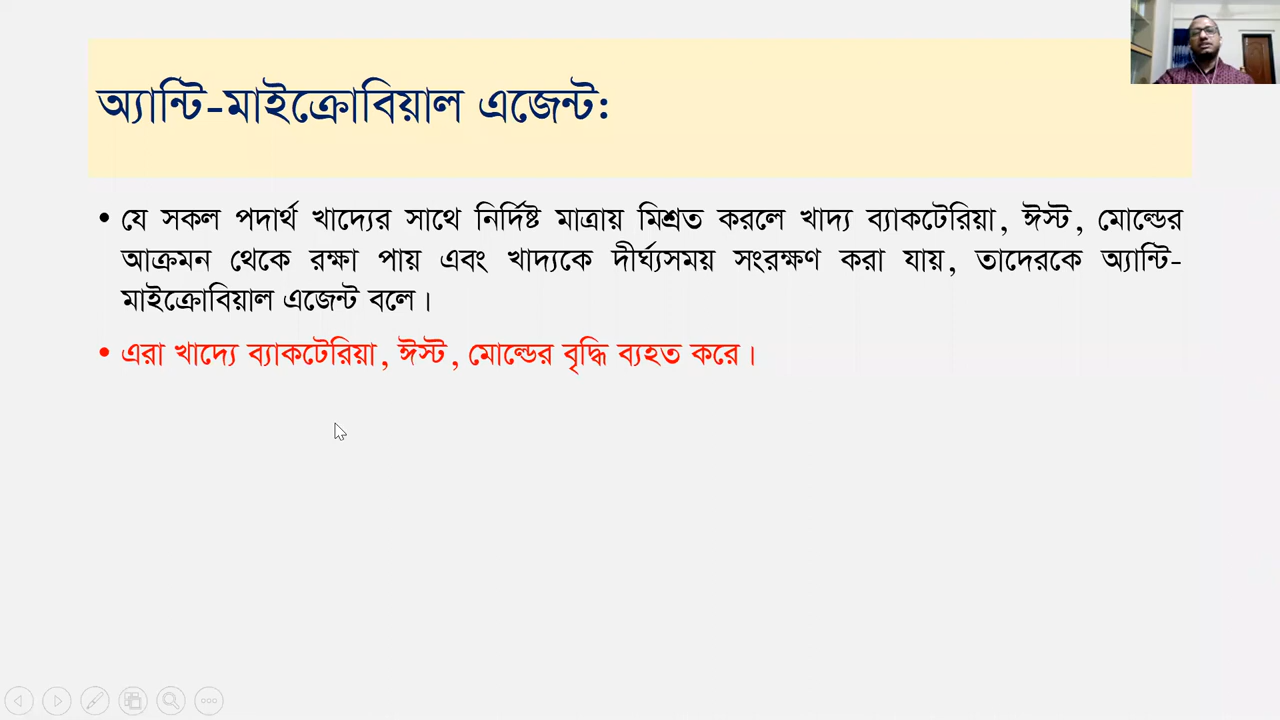 অ্যান্টি-মাইক্রোবিয়াল এজেন্ট:
• যে সকল পদার্থ খাদ্যের সাথে নির্দিষ্ট মাত্রায় মিশ্রত করলে খাদ্য ব্যাকটেরিয়া, ঈস্ট, মোল্ডের
আক্রমন থেকে রক্ষা পায় এবং খাদ্যকে দীর্ঘ্যসময় সংরক্ষণ করা যায়, তাদেরকে অ্যান্টি-
মাইক্রোবিয়াল এজেন্ট বলে।
• এরা খাদ্যে ব্যাকটেরিয়া, ঈস্ট, মোল্ডের বৃদ্ধি ব্যহত করে।